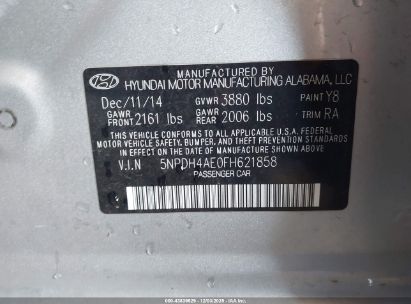 HYUNDAI MOTOR MANUFACTURING ALABAMA, LLC
Dec/11/14 GVWR 3880 lbs PAINT Y8
GAWR FRONT 2161 lbs GAWR REAR 2006 lbs TRIM RA
THIS VEHICLE CONFORMS TO ALL APPLICABLE U.S.A. FEDERAL
MOTOR VEHICLE SAFETY, BUMPER, AND THEFT PREVENTION
STANDARDS IN EFFECT ON THE DATE OF MANUFACTURE SHOWN ABOVE.
V.I.N 5NPDH4AE0FH621858
PASSENGER CAR